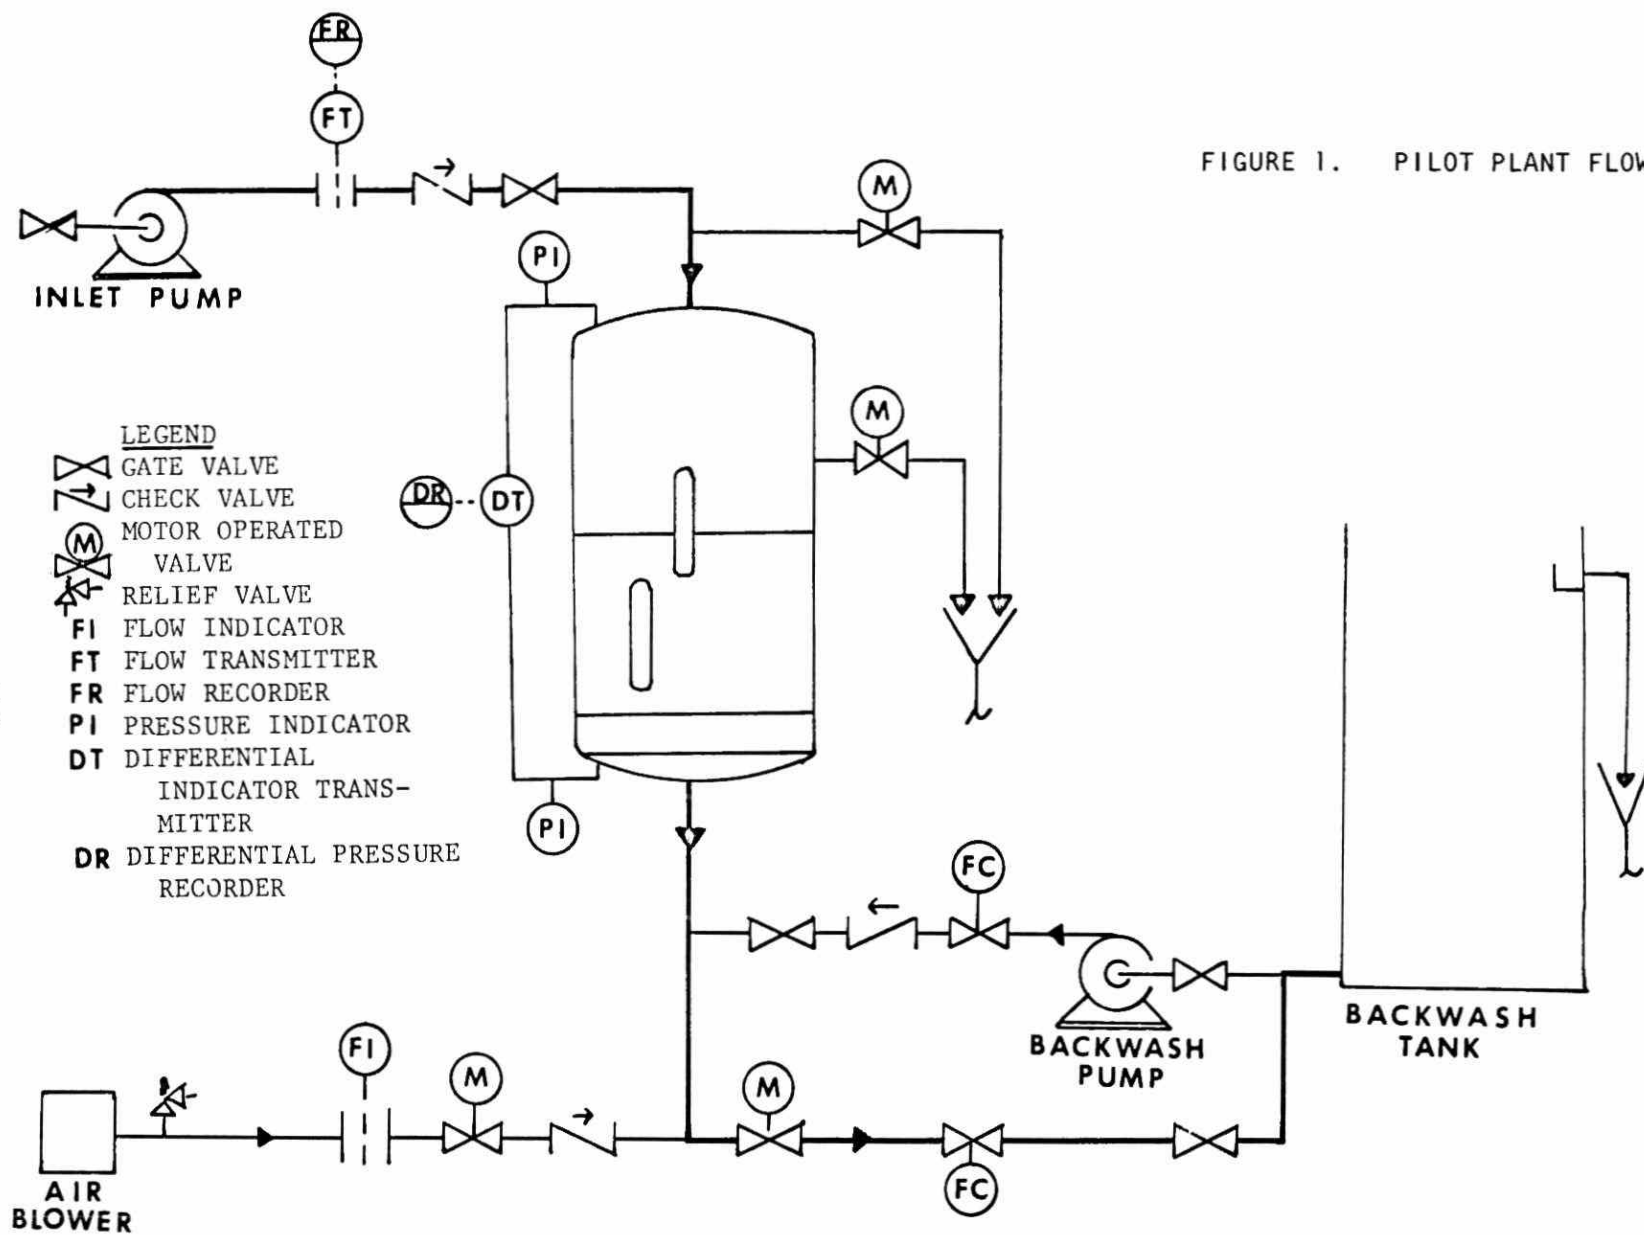 FR
FT
FIGURE 1. PILOT PLANT FLOW
M
PI
INLET PUMP
M
LEGEND
GATE VALVE
CHECK VALVE
M MOTOR OPERATED
VALVE
RELIEF VALVE
FI FLOW INDICATOR
FT FLOW TRANSMITTER
FR FLOW RECORDER
PI PRESSURE INDICATOR
DT DIFFERENTIAL
INDICATOR TRANS-
MITTER
DR DIFFERENTIAL PRESSURE
RECORDER
DR
DT
PI
FC
BACKWASH
TANK
BACKWASH
PUMP
FI
M
M
FC
AIR
BLOWER